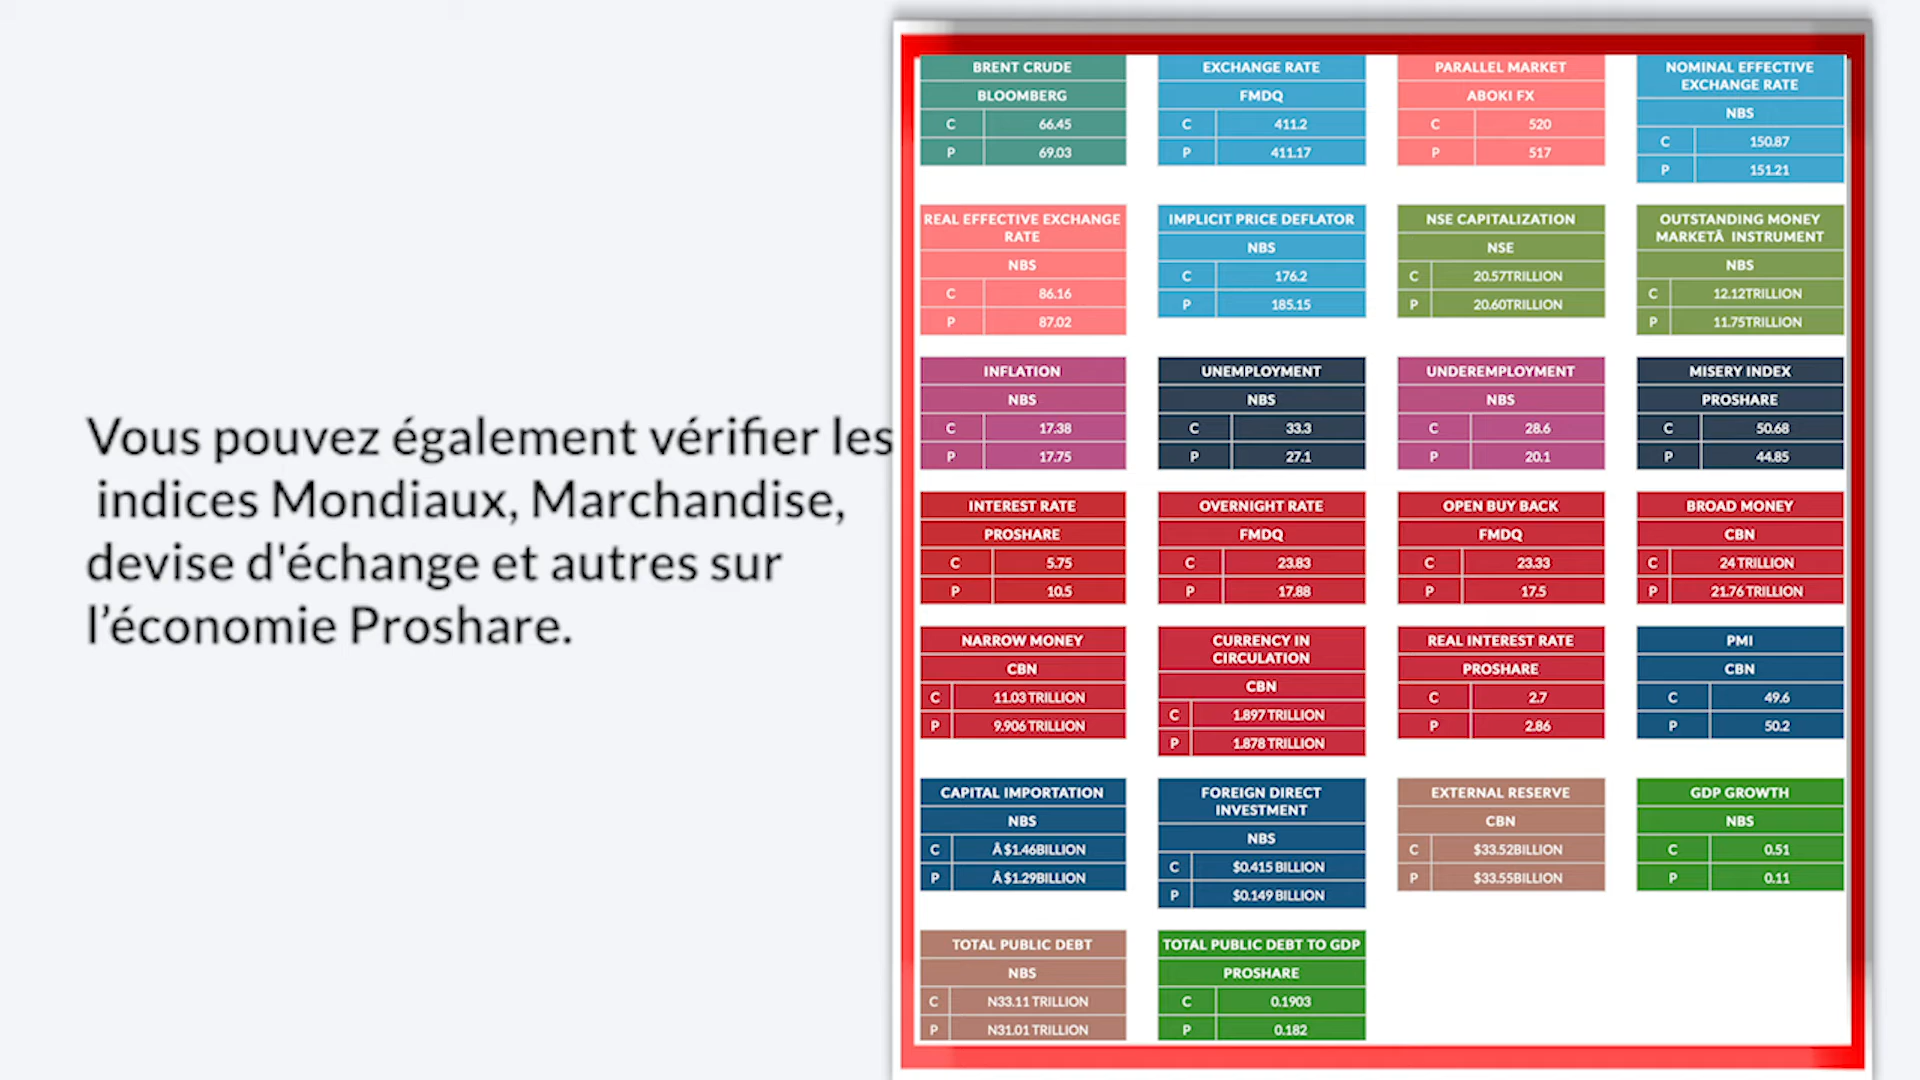 Vous pouvez également vérifier les
indices Mondiaux, Marchandise,
devise d'échange et autres sur
l’économie Proshare.
BRENT CRUDE
BLOOMBERG
C 66.45
P 69.03
EXCHANGE RATE
FMDQ
C 411.2
P 411.17
PARALLEL MARKET
ABOKI FX
C 520
P 517
NOMINAL EFFECTIVE
EXCHANGE RATE
NBS
C 150.87
P 151.21
REAL EFFECTIVE EXCHANGE
RATE
NBS
C 86.16
P 87.02
IMPLICIT PRICE DEFLATOR
NBS
C 176.2
P 185.15
NSE CAPITALIZATION
NSE
C 20.57TRILLION
P 20.60TRILLION
OUTSTANDING MONEY
MARKETÂ INSTRUMENT
NBS
C 12.12TRILLION
P 11.75TRILLION
INFLATION
NBS
C 17.38
P 17.75
UNEMPLOYMENT
NBS
C 33.3
P 27.1
UNDEREMPLOYMENT
NBS
C 28.6
P 20.1
MISERY INDEX
PROSHARE
C 50.68
P 44.85
INTEREST RATE
PROSHARE
C 5.75
P 10.5
OVERNIGHT RATE
FMDQ
C 23.83
P 17.88
OPEN BUY BACK
FMDQ
C 23.33
P 17.5
BROAD MONEY
CBN
C 24 TRILLION
P 21.76 TRILLION
NARROW MONEY
CBN
C 11.03 TRILLION
P 9.906 TRILLION
CURRENCY IN
CIRCULATION
CBN
C 1.897 TRILLION
P 1.878 TRILLION
REAL INTEREST RATE
PROSHARE
C 2.7
P 2.86
PMI
CBN
C 49.6
P 50.2
CAPITAL IMPORTATION
NBS
C Â $1.46BILLION
P Â $1.29BILLION
FOREIGN DIRECT
INVESTMENT
NBS
C $0.415 BILLION
P $0.149 BILLION
EXTERNAL RESERVE
CBN
C $33.52BILLION
P $33.55BILLION
GDP GROWTH
NBS
C 0.51
P 0.11
TOTAL PUBLIC DEBT
NBS
C N33.11 TRILLION
P N31.01 TRILLION
TOTAL PUBLIC DEBT TO GDP
PROSHARE
C 0.1903
P 0.182